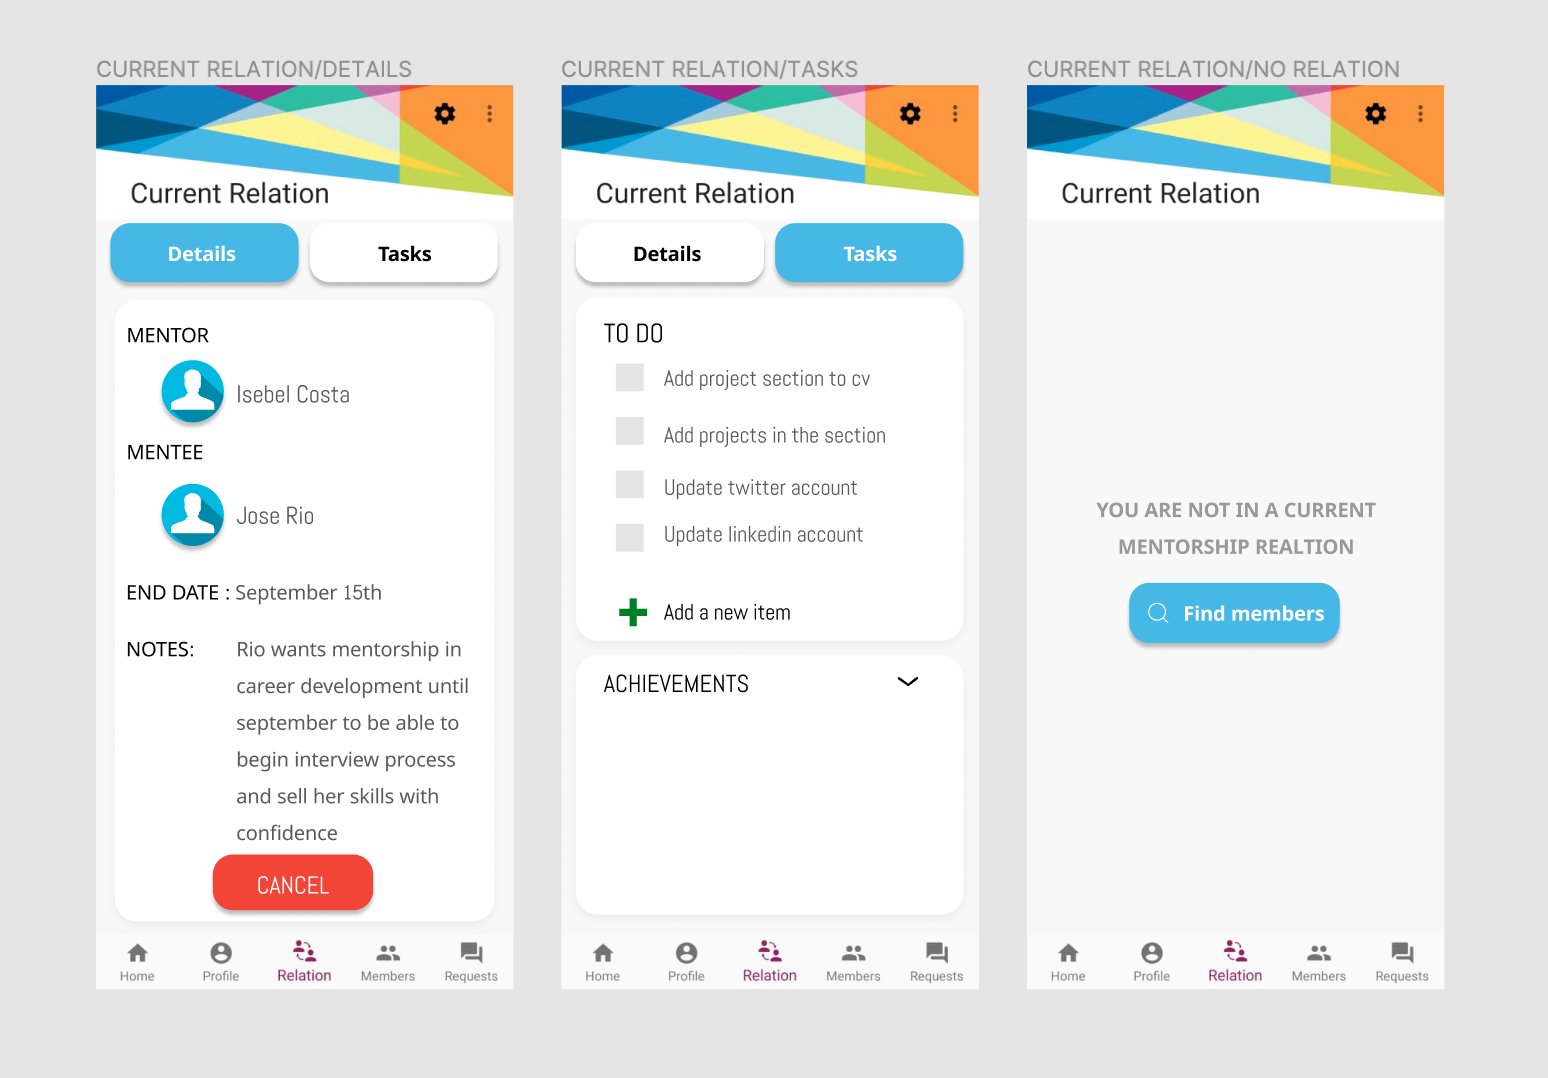 CURRENT RELATION/DETAILS
Current Relation
Details
Tasks
MENTOR
Isebel Costa
MENTEE
Jose Rio
END DATE : September 15th
NOTES:
Rio wants mentorship in
career development until
september to be able to
begin interview process
and sell her skills with
confidence
CANCEL
Home
Profile
Relation
Members
Requests
CURRENT RELATION/TASKS
Current Relation
Details
Tasks
TO DO
Add project section to cv
Add projects in the section
Update twitter account
Update linkedin account
Add a new item
ACHIEVEMENTS
Home
Profile
Relation
Members
Requests
CURRENT RELATION/NO RELATION
Current Relation
YOU ARE NOT IN A CURRENT
MENTORSHIP REALTION
Find members
Home
Profile
Relation
Members
Requests